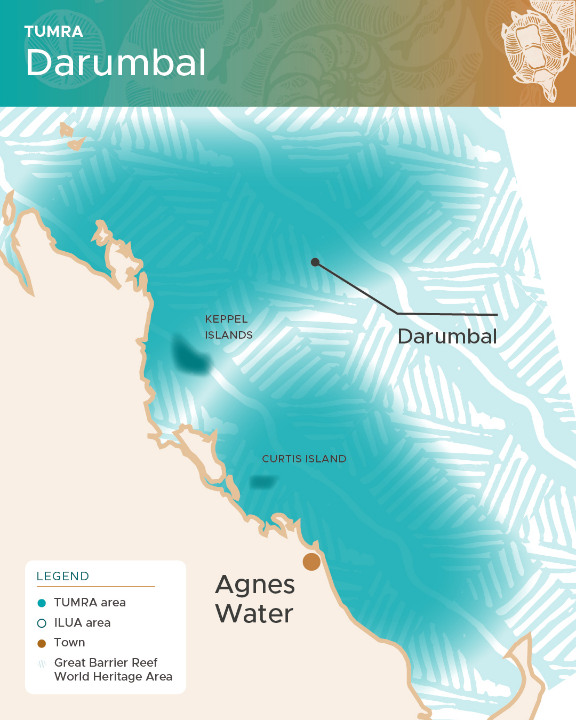 TUMRA
Darumbal
KEPPEL
ISLANDS
Darumbal
CURTIS ISLAND
Agnes
Water
LEGEND
TUMRA area
ILUA area
Town
Great Barrier Reef
World Heritage Area